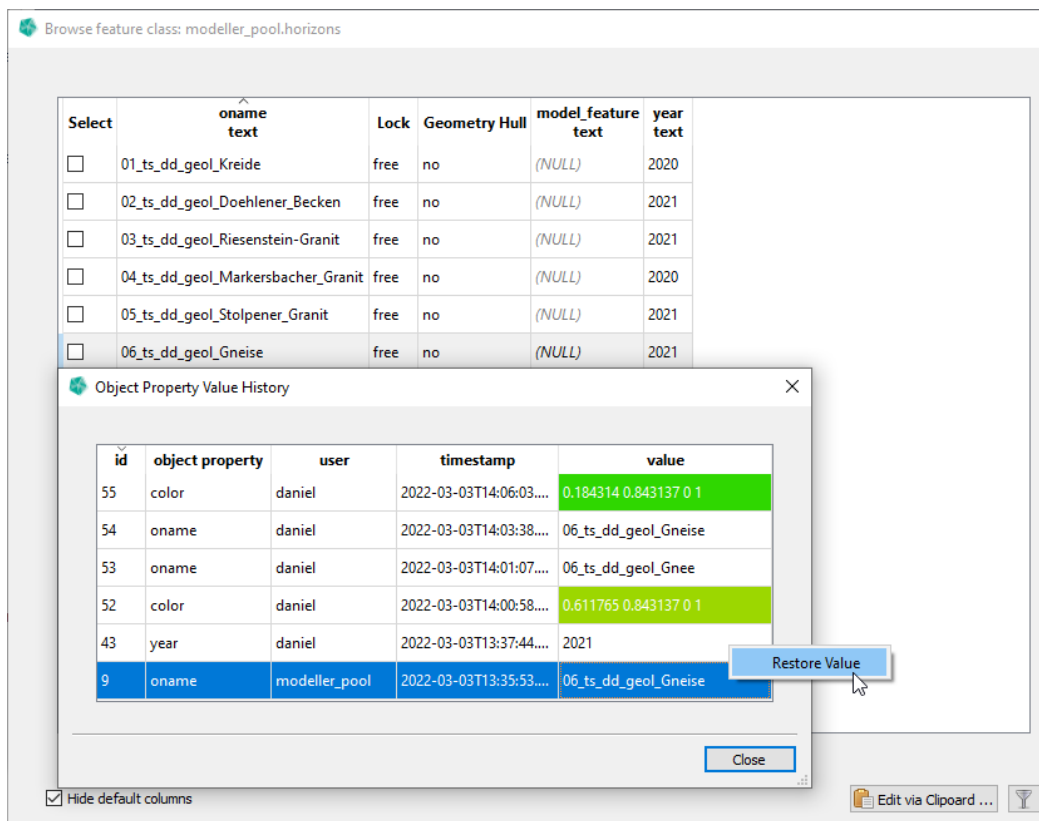 Browse feature class: modeller_pool.horizons
Select oname text Lock Geometry Hull model_feature text year text
01_ts_dd_geol_Kreide free no (NULL) 2020
02_ts_dd_geol_Doehlener_Becken free no (NULL) 2021
03_ts_dd_geol_Riesenstein-Granit free no (NULL) 2021
04_ts_dd_geol_Markersbacher_Granit free no (NULL) 2020
05_ts_dd_geol_Stolpener_Granit free no (NULL) 2021
06_ts_dd_geol_Gneise free no (NULL) 2021
Object Property Value History
id object property user timestamp value
55 color daniel 2022-03-03T14:06:03.... 0.184314 0.843137 0 1
54 oname daniel 2022-03-03T14:03:38.... 06_ts_dd_geol_Gneise
53 oname daniel 2022-03-03T14:01:07.... 06_ts_dd_geol_Gnee
52 color daniel 2022-03-03T14:00:58.... 0.611765 0.843137 0 1
43 year daniel 2022-03-03T13:37:44.... 2021
Restore Value
9 oname modeller_pool 2022-03-03T13:35:53.... 06_ts_dd_geol_Gneise
Close
Hide default columns
Edit via Clipoard ...